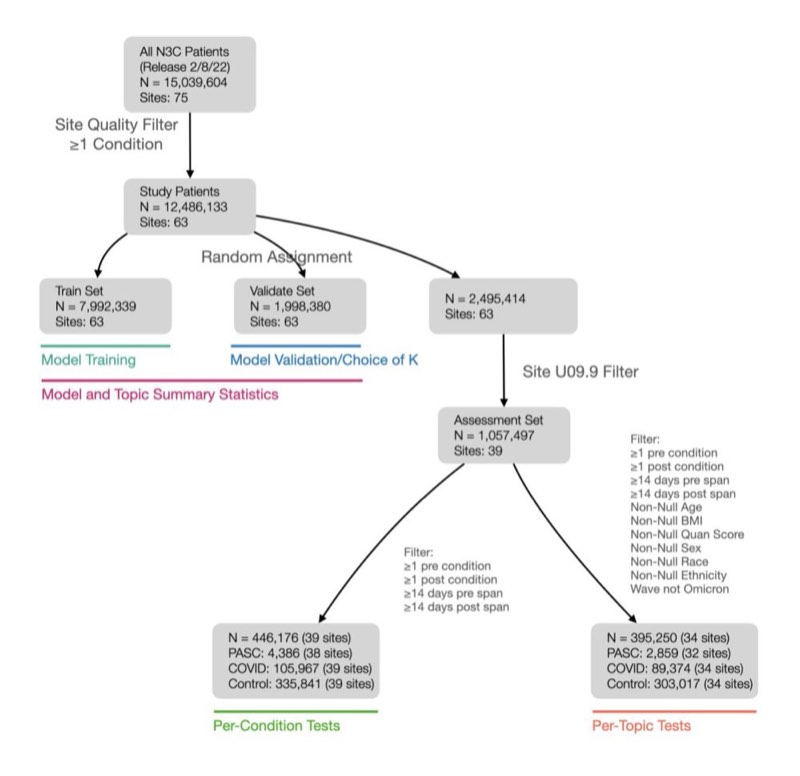 All N3C Patients
(Release 2/8/22)
N = 15,039,604
Sites: 75
Site Quality Filter
≥1 Condition
Study Patients
N = 12,486,133
Sites: 63
Random Assignment
Train Set
N = 7,992,339
Sites: 63
Validate Set
N = 1,998,380
Sites: 63
N = 2,495,414
Sites: 63
Model Training
Model Validation/Choice of K
Model and Topic Summary Statistics
Site U09.9 Filter
Assessment Set
N = 1,057,497
Sites: 39
Filter:
≥1 pre condition
≥1 post condition
≥14 days pre span
≥14 days post span
Filter:
≥1 pre condition
≥1 post condition
≥14 days pre span
≥14 days post span
Non-Null Age
Non-Null BMI
Non-Null Quan Score
Non-Null Sex
Non-Null Race
Non-Null Ethnicity
Wave not Omicron
N = 446,176 (39 sites)
PASC: 4,386 (38 sites)
COVID: 105,967 (39 sites)
Control: 335,841 (39 sites)
Per-Condition Tests
N = 395,250 (34 sites)
PASC: 2,859 (32 sites)
COVID: 89,374 (34 sites)
Control: 303,017 (34 sites)
Per-Topic Tests